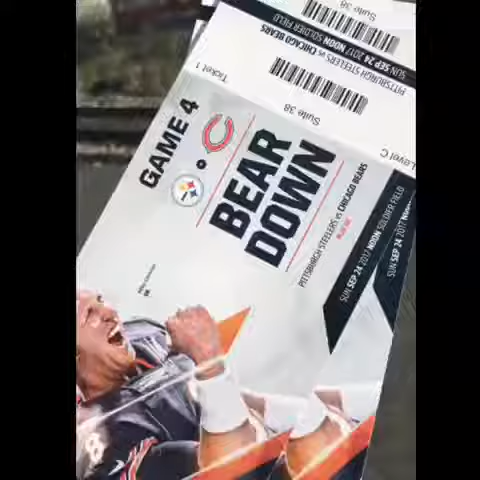 Suite 38
SUN SEP 24 2017 NOON SOLDIER FIELD
PITTSBURGH STEELERS vs CHICAGO BEARS
Ticket 1
Suite 38
Level C
GAME 4
BEAR
DOWN
PITTSBURGH STEELERS vs CHICAGO BEARS
SUN SEP 24 2017 NOON SOLDIER FIELD
SUN SEP 24 2017 NOON